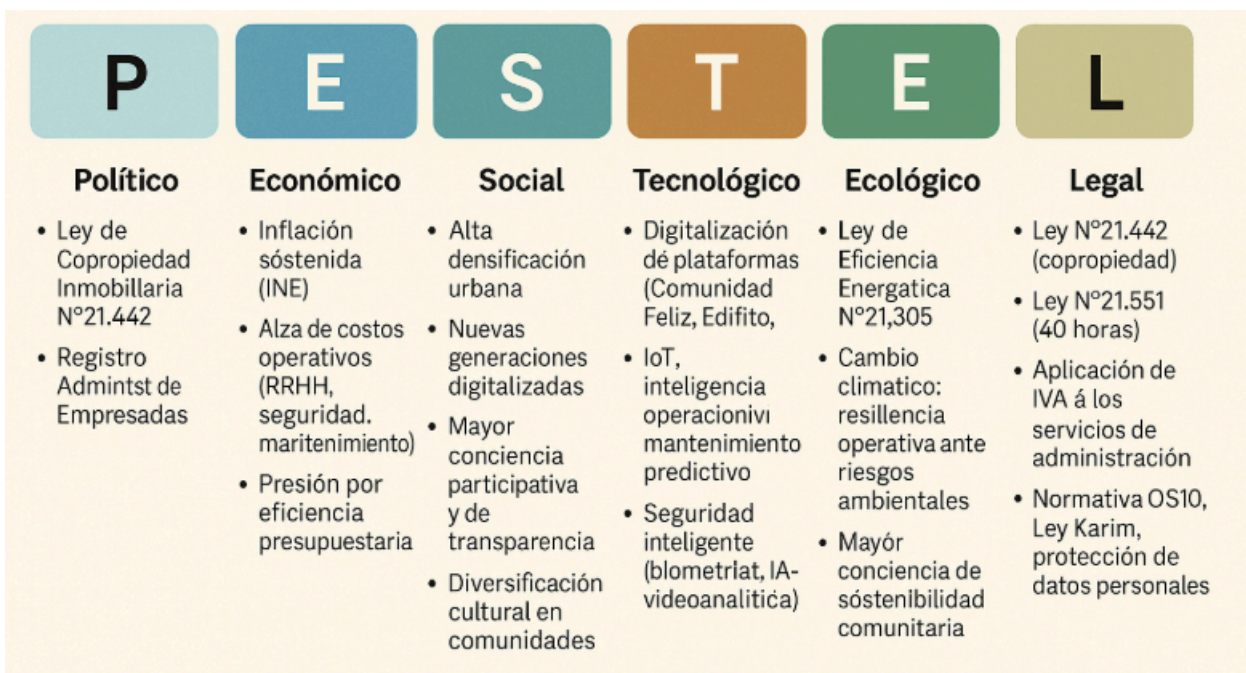 P
E
S
T
E
L
Político
• Ley de
Copropiedad
Inmobillaria
N°21.442
• Registro
Admintst de
Empresadas
Económico
• Inflación
sóstenida
(INE)
• Alza de costos
operativos
(RRHH,
seguridad.
maritenimiento)
• Presión por
eficiencia
presupuestaria
Social
• Alta
densificación
urbana
• Nuevas
generaciones
digitalizadas
• Mayor
conciencia
participativa
y de
transparencia
• Diversificación
cultural en
comunidades
Tecnológico
• Digitalización
dé plataformas
(Comunidad
Feliz, Edifito,
• IoT,
inteligencia
operacionivı
mantenimiento
predictivo
• Seguridad
inteligente
(blometrłat, IA-
videoanalitića)
Ecológico
• Ley de
Eficiencia
Energatica
N°21,305
• Cambio
climatico:
resillencia
operativa ante
riesgos
ambientales
• Mayór
conciencia de
sóstenibilidad
comunitaria
Legal
• Ley N°21.442
(copropiedad)
• Ley N°21.551
(40 horas)
• Aplicación de
IVA á los
servicios de
administración
• Normativa OS10,
Ley Karim,
protección de
datos personales